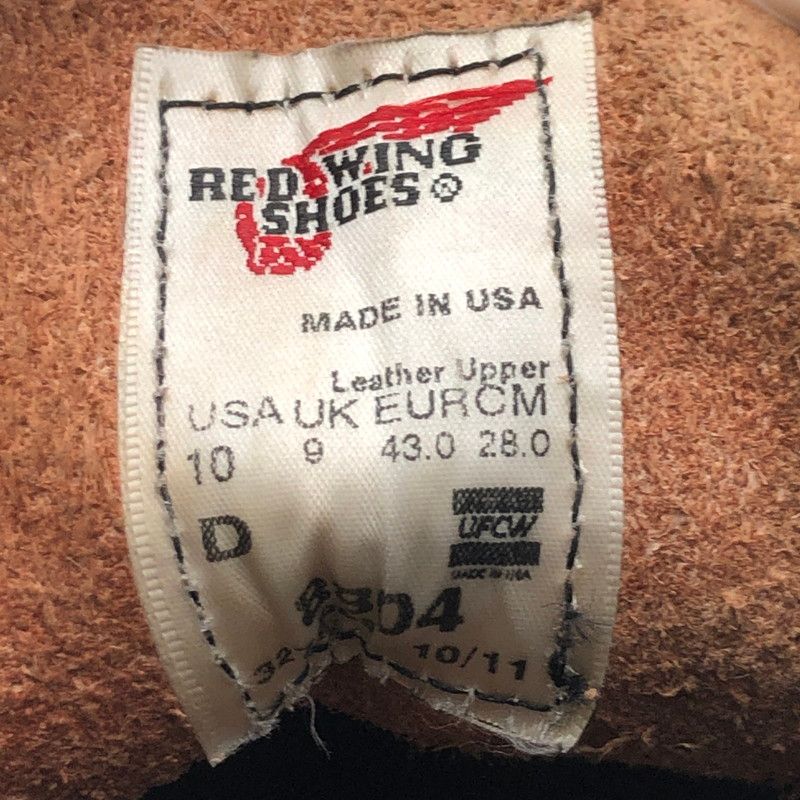 RED WING
SHOES ®
MADE IN USA
Leather Upper
USA UK EUR CM
10 9 43.0 28.0
D
UFCW
MADE IN USA
10/11